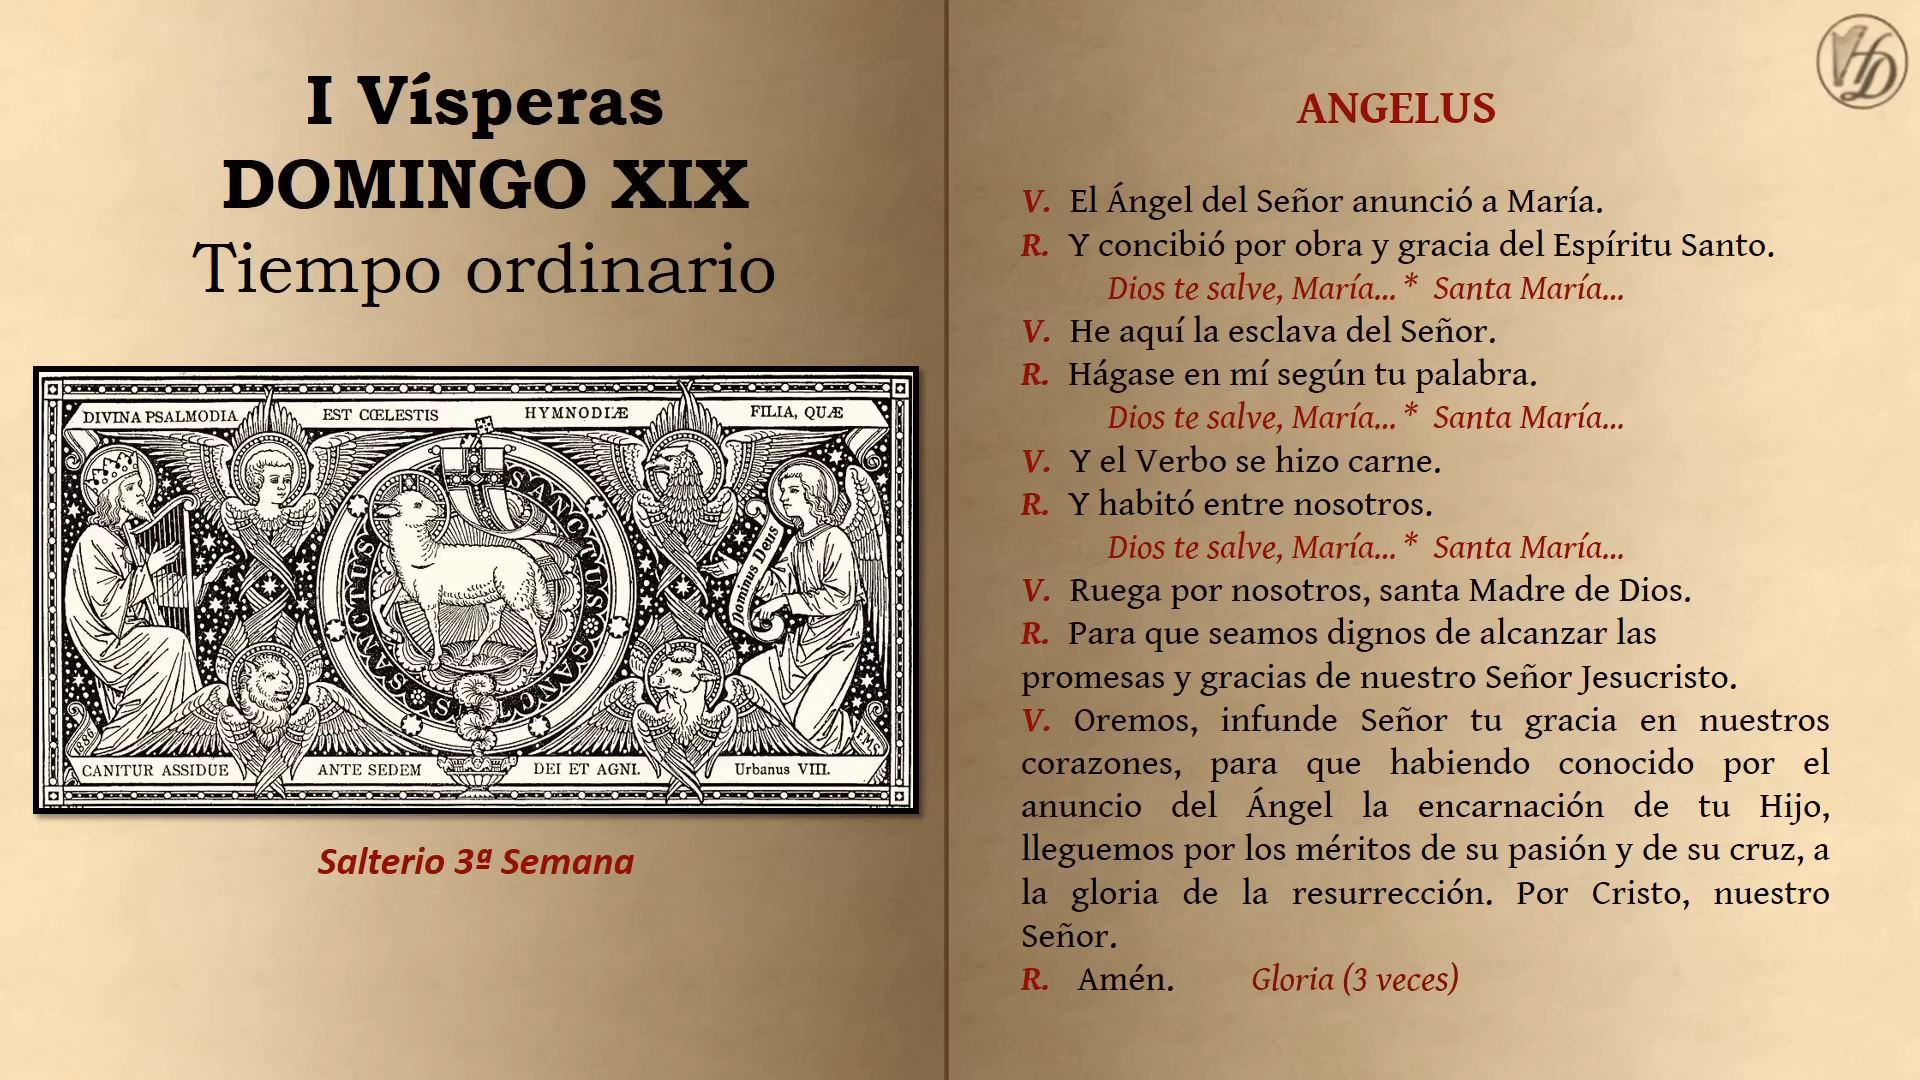 I Vísperas
DOMINGO XIX
Tiempo ordinario
DIVINA PSALMODIA EST CŒLESTIS HYMNODIÆ FILIA, QUÆ
SANCTUS SANCTUS SANCTUS
Dominus Deus
1886
CANITUR ASSIDUE ANTE SEDEM DEI ET AGNI. Urbanus VIII.
Salterio 3ª Semana
HD
ANGELUS
V. El Ángel del Señor anunció a María.
R. Y concibió por obra y gracia del Espíritu Santo.
Dios te salve, María... * Santa María...
V. He aquí la esclava del Señor.
R. Hágase en mí según tu palabra.
Dios te salve, María... * Santa María...
V. Y el Verbo se hizo carne.
R. Y habitó entre nosotros.
Dios te salve, María... * Santa María...
V. Ruega por nosotros, santa Madre de Dios.
R. Para que seamos dignos de alcanzar las
promesas y gracias de nuestro Señor Jesucristo.
V. Oremos, infunde Señor tu gracia en nuestros
corazones, para que habiendo conocido por el
anuncio del Ángel la encarnación de tu Hijo,
lleguemos por los méritos de su pasión y de su cruz, a
la gloria de la resurrección. Por Cristo, nuestro
Señor.
R. Amén. Gloria (3 veces)